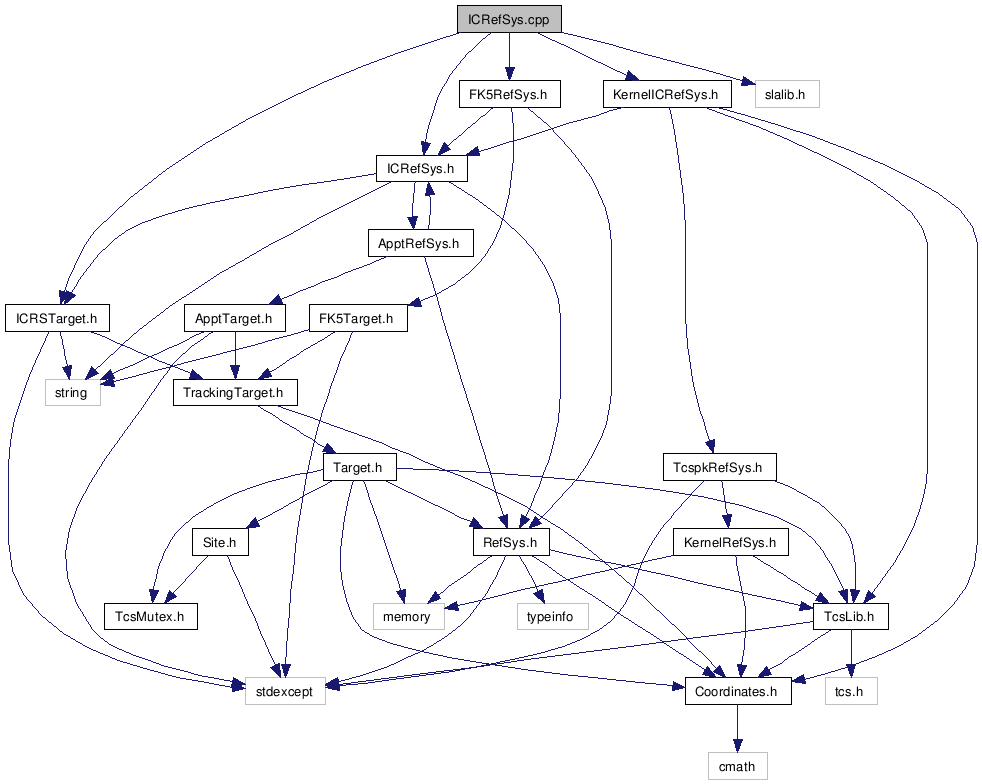 ICRefSys.cpp
FK5RefSys.h
KernelICRefSys.h
slalib.h
ICRefSys.h
ApptRefSys.h
ICRSTarget.h
ApptTarget.h
FK5Target.h
string
TrackingTarget.h
Target.h
TcspkRefSys.h
Site.h
RefSys.h
KernelRefSys.h
TcsMutex.h
memory
typeinfo
TcsLib.h
stdexcept
Coordinates.h
tcs.h
cmath